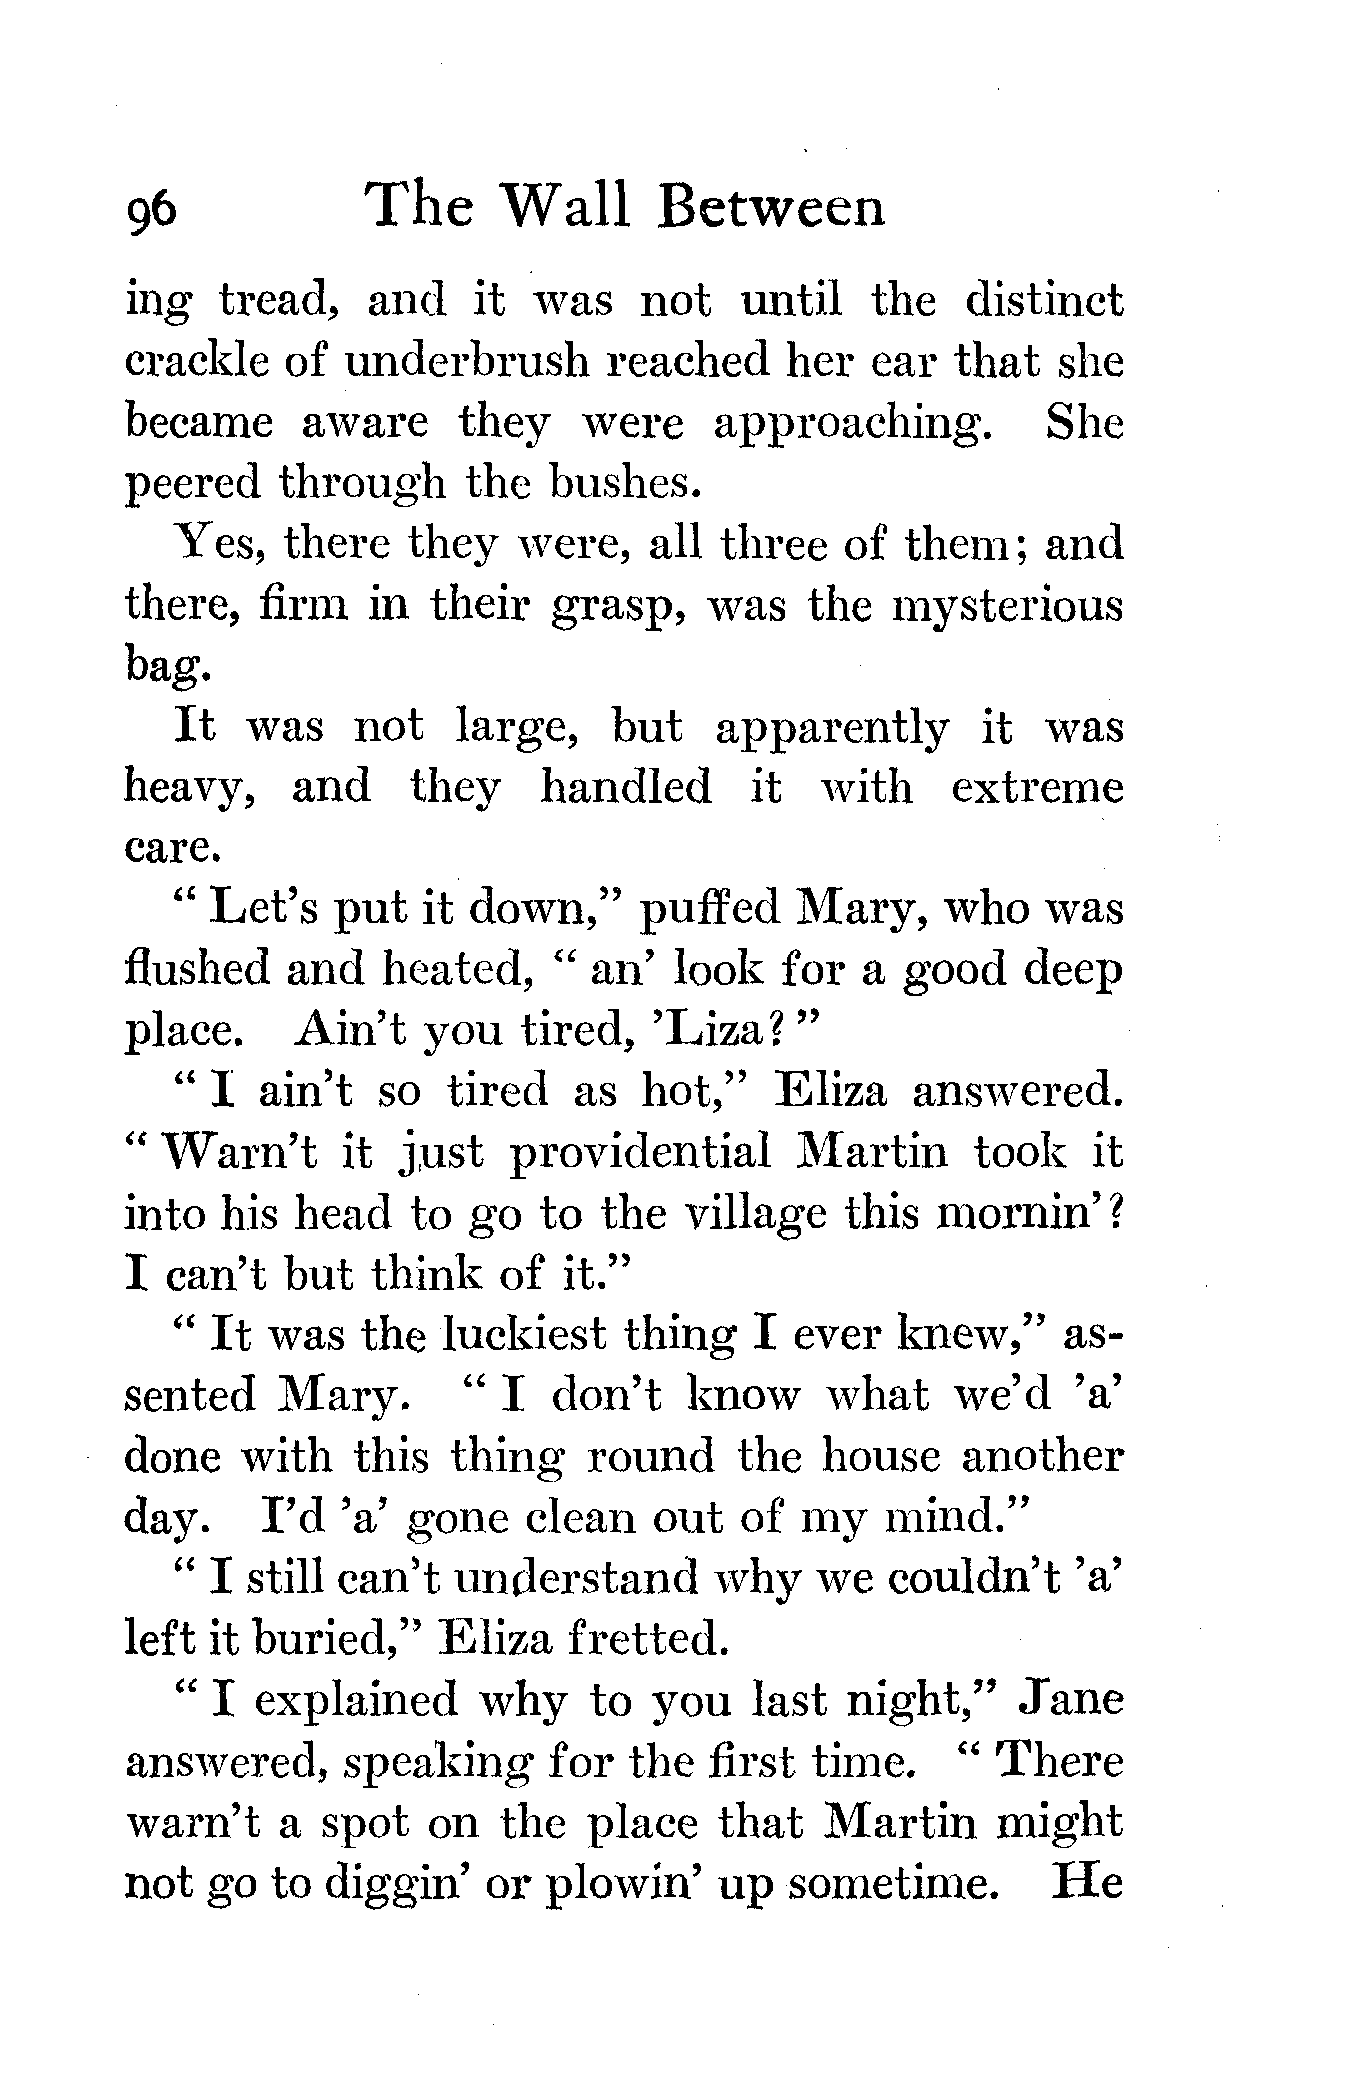 96 The Wall Between
ing tread, and it was not until the distinct
crackle of underbrush reached her ear that she
became aware they were approaching. She
peered through the bushes.
Yes, there they were, all three of them; and
there, firm in their grasp, was the mysterious
bag.
It was not large, but apparently it was
heavy, and they handled it with extreme
care.
“ Let’s put it down,” puffed Mary, who was
flushed and heated, “ an’ look for a good deep
place. Ain’t you tired, ’Liza? ”
“ I ain’t so tired as hot,” Eliza answered.
“ Warn’t it just providential Martin took it
into his head to go to the village this mornin’?
I can’t but think of it.”
“ It was the luckiest thing I ever knew,” as-
sented Mary. “ I don’t know what we’d ’a’
done with this thing round the house another
day. I’d ’a’ gone clean out of my mind.”
“ I still can’t understand why we couldn’t ’a’
left it buried,” Eliza fretted.
“ I explained why to you last night,” Jane
answered, speaking for the first time. “ There
warn’t a spot on the place that Martin might
not go to diggin’ or plowin’ up sometime. He